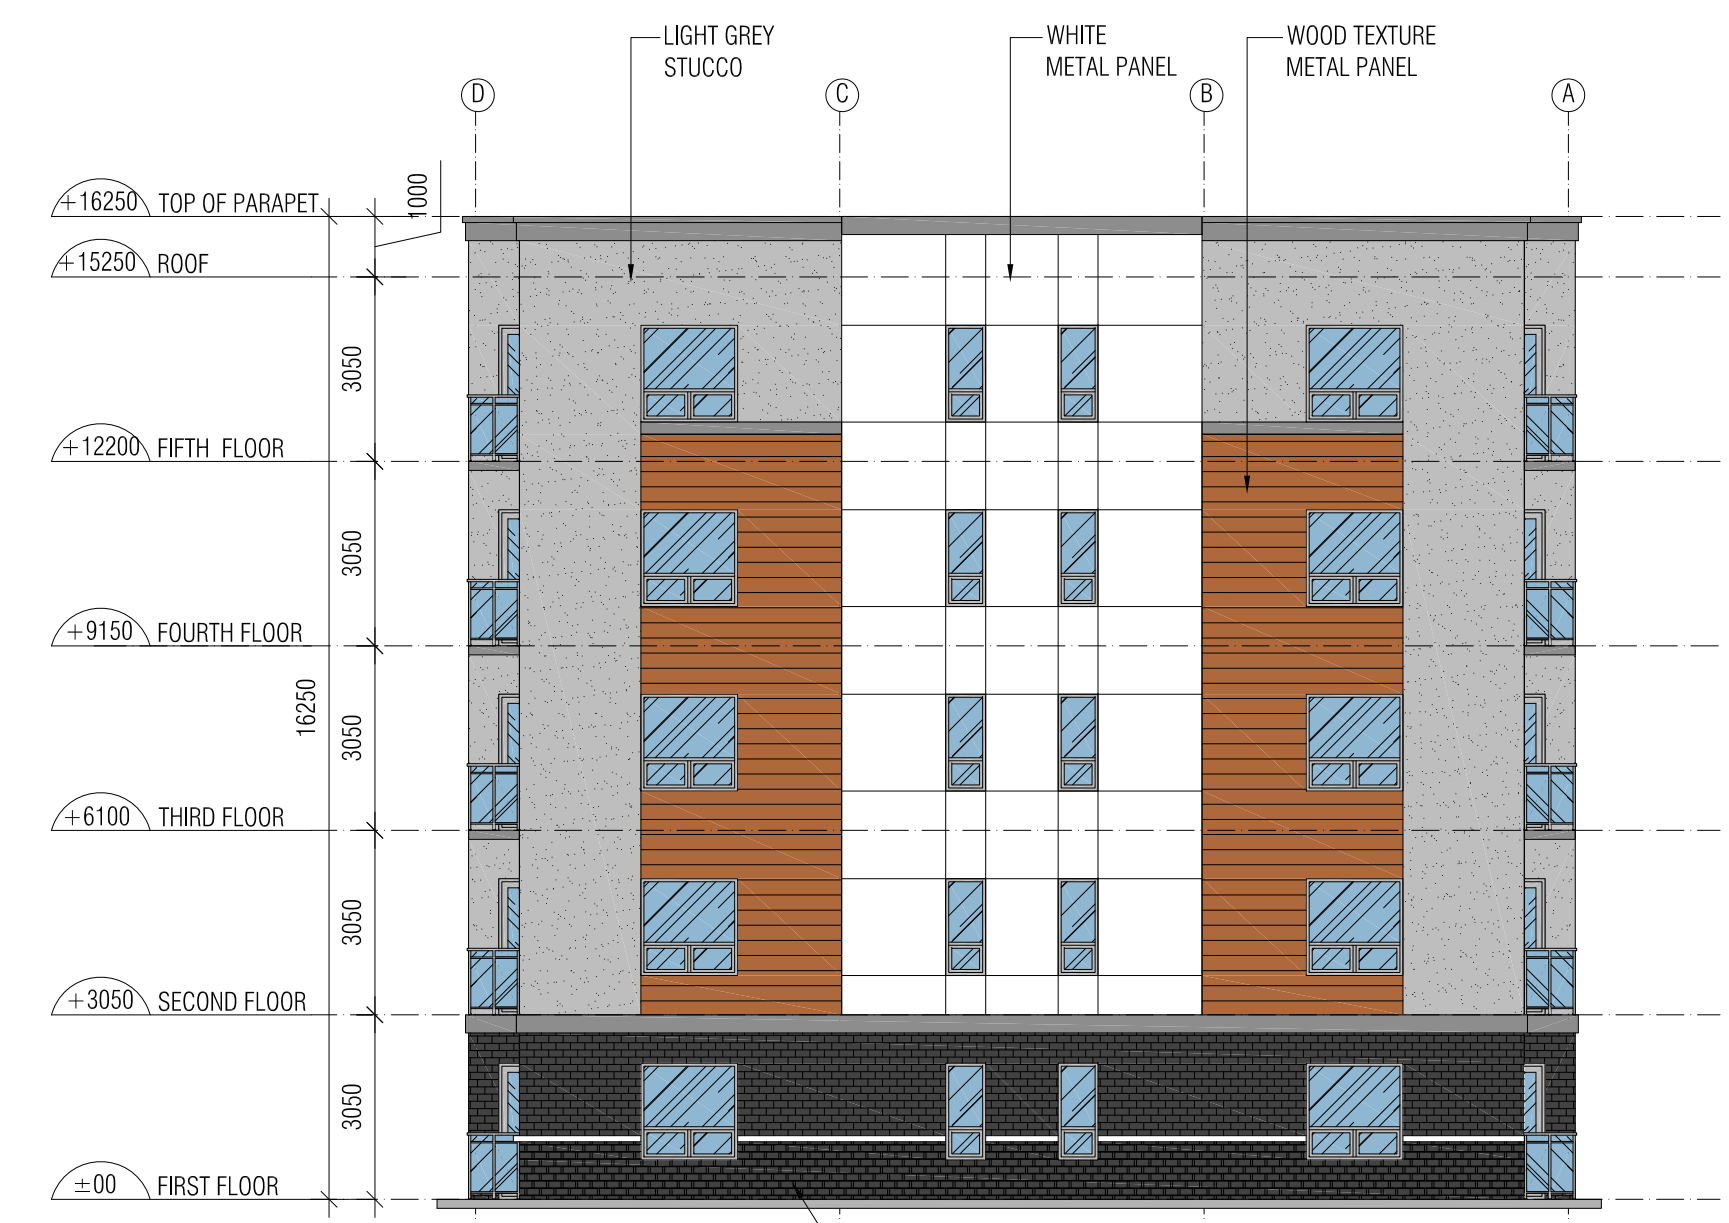 LIGHT GREY
STUCCO
WHITE
METAL PANEL
WOOD TEXTURE
METAL PANEL
D
C
B
A
+16250 TOP OF PARAPET
1000
+15250 ROOF
3050
+12200 FIFTH FLOOR
3050
+9150 FOURTH FLOOR
16250
3050
+6100 THIRD FLOOR
3050
+3050 SECOND FLOOR
3050
±00 FIRST FLOOR